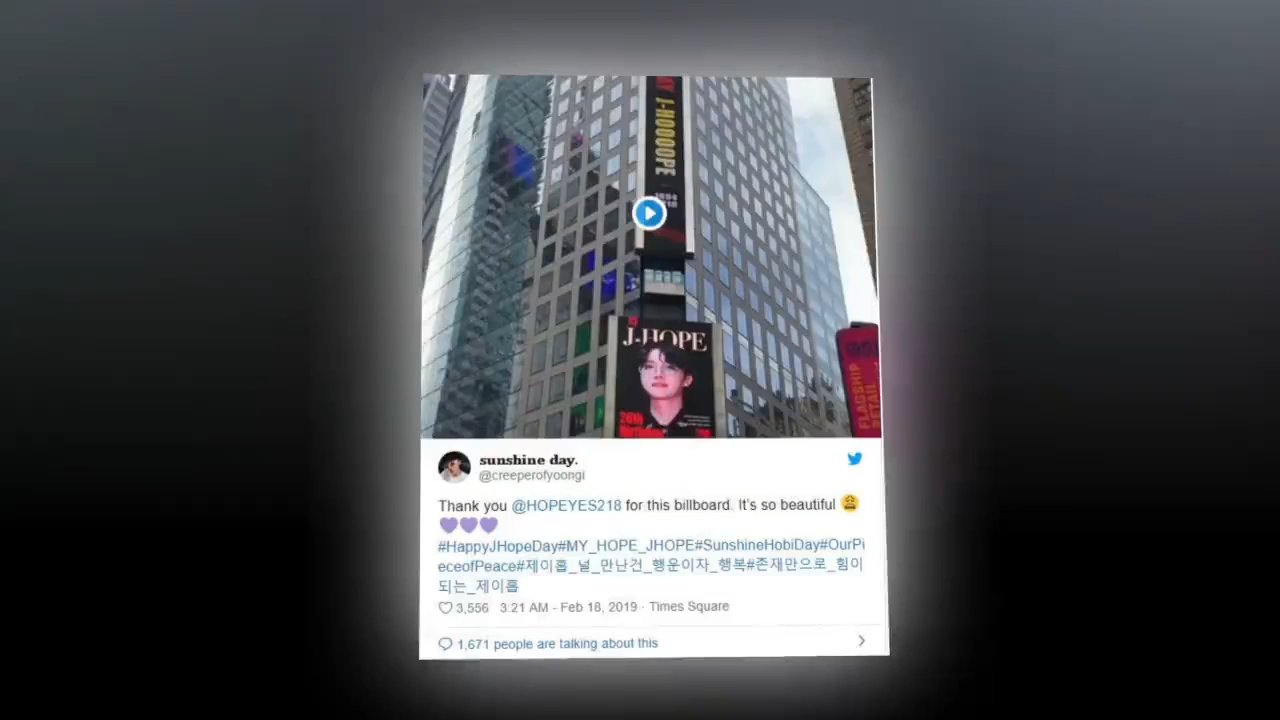 J-HOOOOPE
J-HOPE
26th
FLAGSHIP
RETAIL
sunshine day.
@creeperofyoongi
Thank you @HOPEYES218 for this billboard. It's so beautiful 😩
💜💜💜
#HappyJHopeDay#MY_HOPE_JHOPE#SunshineHobiDay#OurPi
eceofPeace#제이홉_널_만난건_행운이자_행복#존재만으로_힘이
되는_제이홉
3,556 3:21 AM - Feb 18, 2019 · Times Square
1,671 people are talking about this